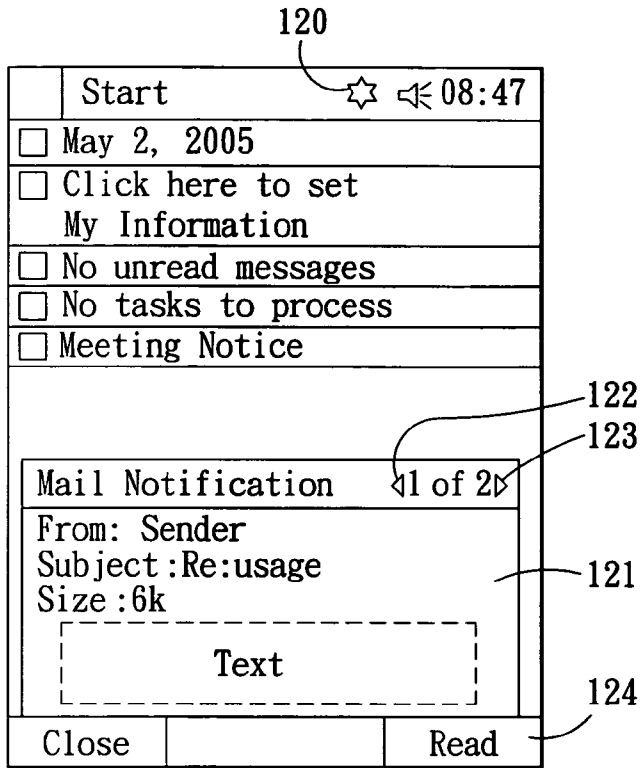 120
Start 08:47
May 2, 2005
Click here to set
My Information
No unread messages
No tasks to process
Meeting Notice
122
123
Mail Notification 1 of 2
From: Sender
Subject:Re:usage
Size:6k
121
Text
124
Close Read